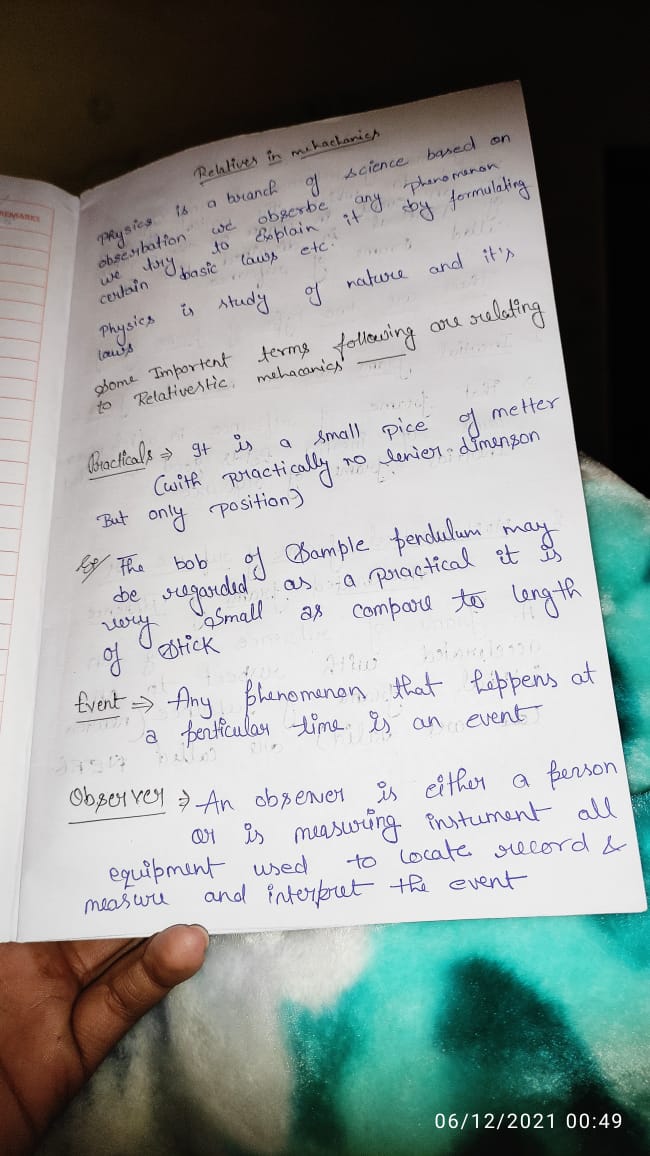 REMARKS
Relatives in mehachanics
Physics is a branch of science based on
obserbation we obserbe any phenomenon
we try to Explain it by formulating
certain basic laws etc.
Physics is study of nature and it's
laws
Some Importent terms following are relating
to Relativestic mehacanics
Practicals ⇒ It is a small pice of metter
(with practically no lenier dimenson
But only position)
Eg The bob of Sample pendulum may
be regarded as a practical it is
very small as compare to length
of Stick
Event ⇒ Any phenomenon that happens at
a perticular time is an event
Observer ⇒ An observer is either a person
or is measuring instument all
equipment used to locate record &
measure and interpret the event
06/12/2021 00:49